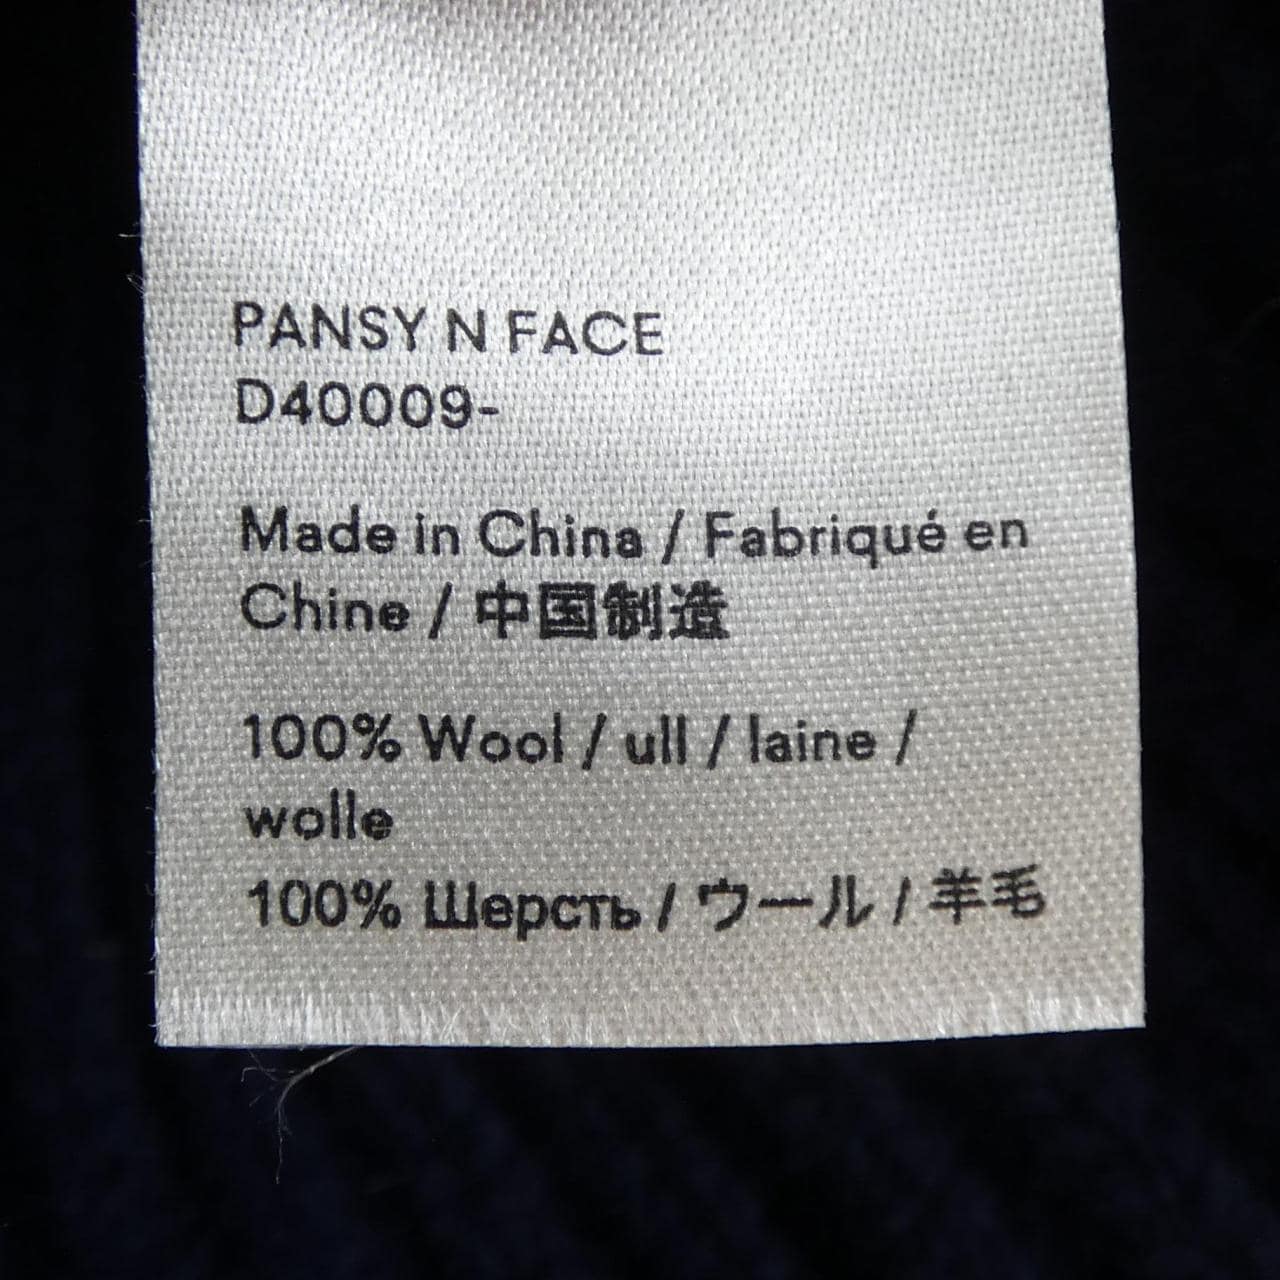 PANSY N FACE
D40009-
Made in China / Fabriqué en
Chine / 中国制造
100% Wool / ull / laine /
wolle
100% Шерсть / ウール / 羊毛